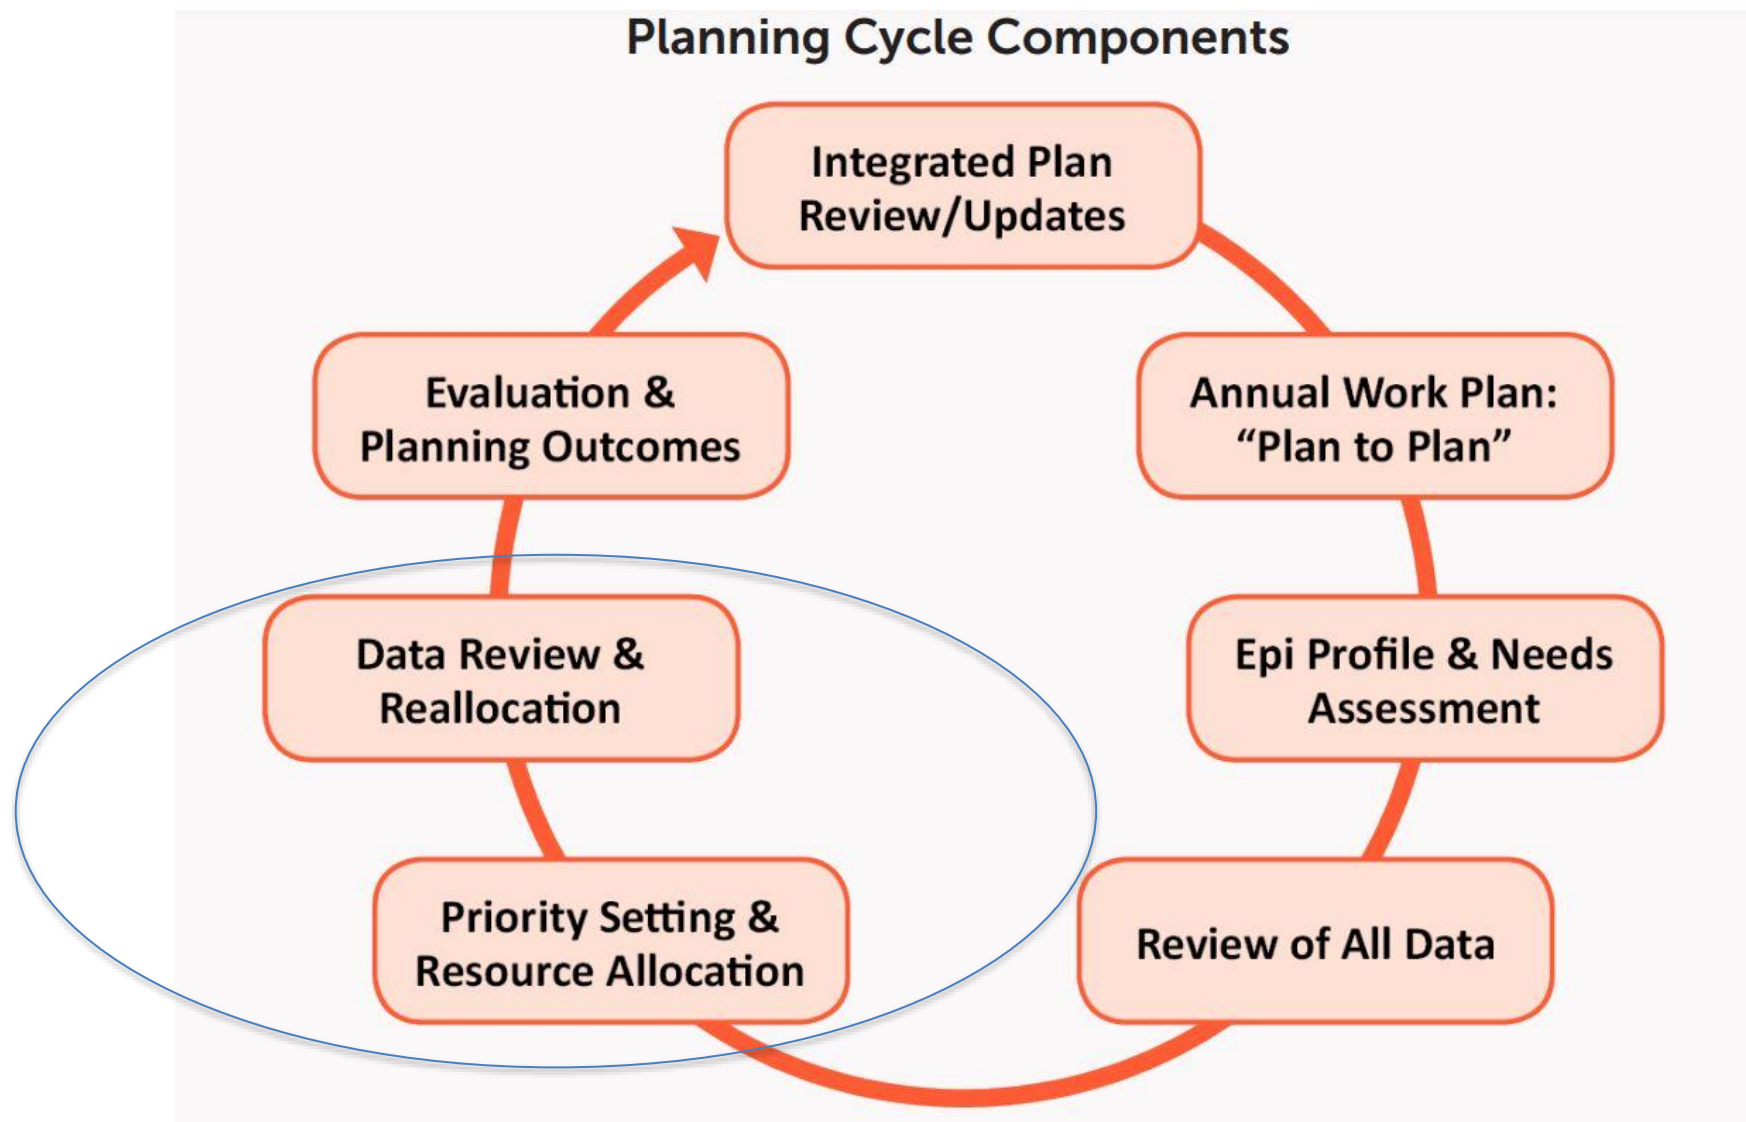 Planning Cycle Components
Integrated Plan
Review/Updates
Annual Work Plan:
“Plan to Plan”
Epi Profile & Needs
Assessment
Review of All Data
Priority Setting &
Resource Allocation
Data Review &
Reallocation
Evaluation &
Planning Outcomes